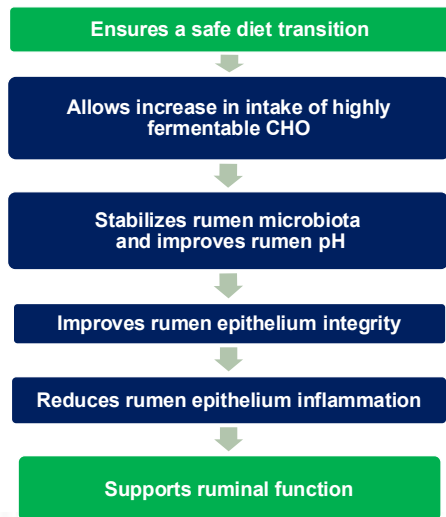 Ensures a safe diet transition
Allows increase in intake of highly
fermentable CHO
Stabilizes rumen microbiota
and improves rumen pH
Improves rumen epithelium integrity
Reduces rumen epithelium inflammation
Supports ruminal function